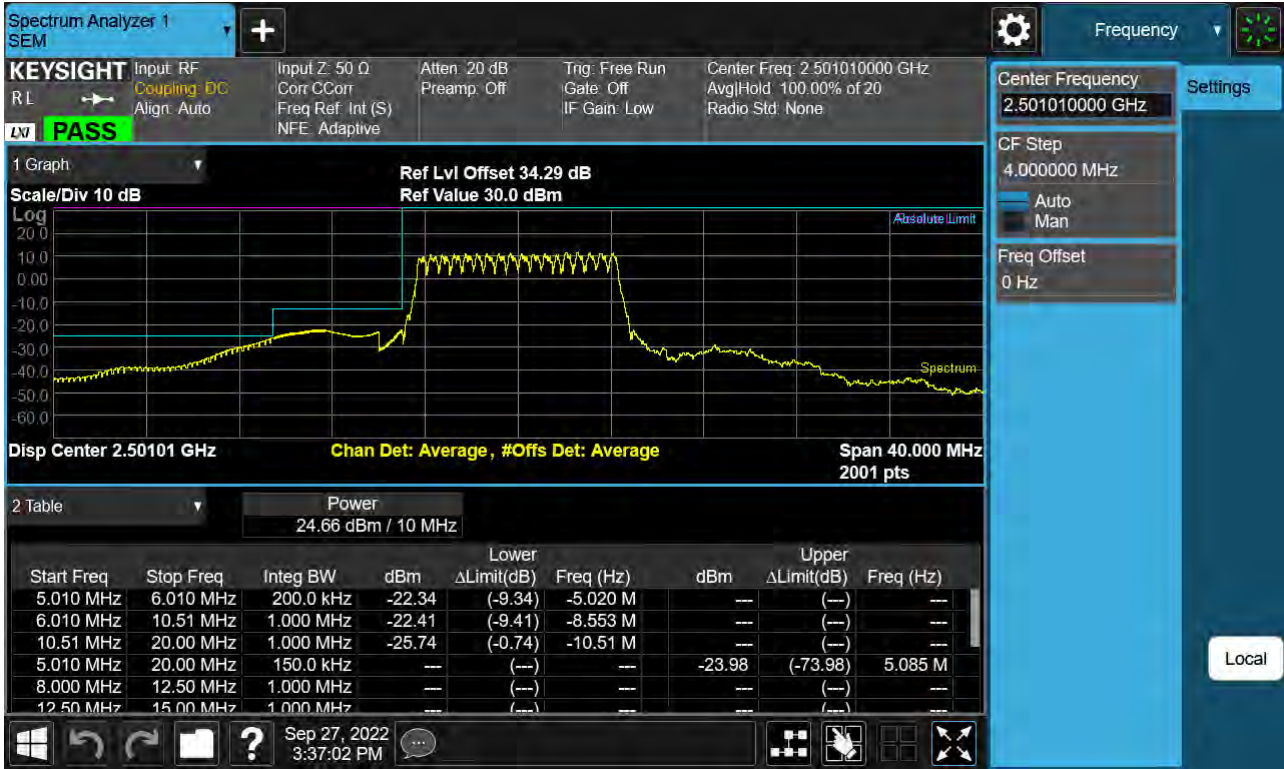 Spectrum Analyzer 1
SEM
+
Frequency
KEYSIGHT
R L
LXI
PASS
Input: RF
Coupling: DC
Align: Auto
Input Z: 50 Ω
Corr CCorr
Freq Ref: Int (S)
NFE: Adaptive
Atten: 20 dB
Preamp: Off
Trig: Free Run
Gate: Off
IF Gain: Low
Center Freq: 2.501010000 GHz
Avg|Hold: 100.00% of 20
Radio Std: None
Center Frequency
2.501010000 GHz
Settings
CF Step
4.000000 MHz
Auto
Man
Freq Offset
0 Hz
Local
1 Graph
Scale/Div 10 dB
Ref Lvl Offset 34.29 dB
Ref Value 30.0 dBm
Log
Absolute Limit
20.0
10.0
0.00
-10.0
-20.0
-30.0
-40.0
-50.0
-60.0
Spectrum
Disp Center 2.50101 GHz
Chan Det: Average, #Offs Det: Average
Span 40.000 MHz
2001 pts
2 Table
Power
24.66 dBm / 10 MHz
Lower Upper
Start Freq Stop Freq Integ BW dBm ΔLimit(dB) Freq (Hz) dBm ΔLimit(dB) Freq (Hz)
5.010 MHz 6.010 MHz 200.0 kHz -22.34 (-9.34) -5.020 M --- (---) ---
6.010 MHz 10.51 MHz 1.000 MHz -22.41 (-9.41) -8.553 M --- (---) ---
10.51 MHz 20.00 MHz 1.000 MHz -25.74 (-0.74) -10.51 M --- (---) ---
5.010 MHz 20.00 MHz 150.0 kHz --- (---) --- -23.98 (-73.98) 5.085 M
8.000 MHz 12.50 MHz 1.000 MHz --- (---) --- --- (---) ---
12.50 MHz 15.00 MHz 1.000 MHz --- (---) --- --- (---) ---
?
Sep 27, 2022
3:37:02 PM